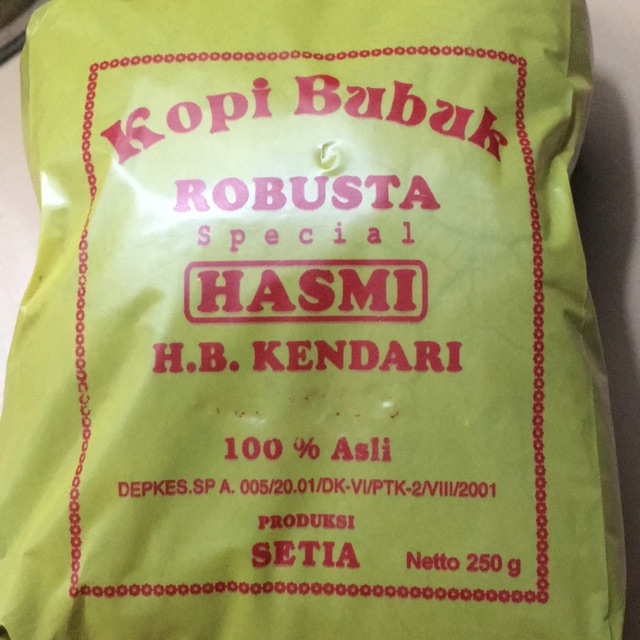 Kopi Bubuk
ROBUSTA
Special
HASMI
H.B. KENDARI
100 % Asli
DEPKES.SP A. 005/20.01/DK-VI/PTK-2/VIII/2001
PRODUKSI
SETIA
Netto 250 g